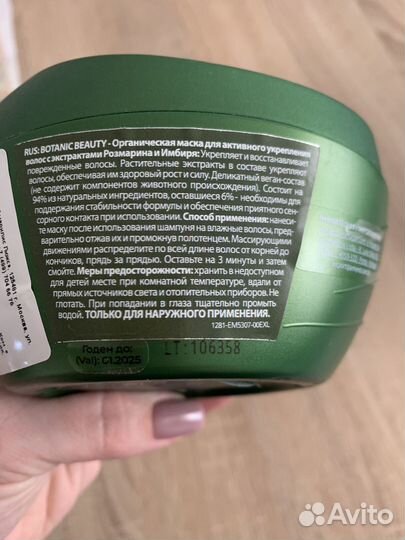 RUS: BOTANIC BEAUTY - Органическая маска для активного укрепления
волос с экстрактами Розмарина и Имбиря: Укрепляет и восстанавливает
поврежденные волосы. Растительные экстракты в составе укрепляют
волосы, обеспечивая им здоровый рост и силу. Деликатный веган-состав
(не содержит компонентов животного происхождения). Состоит на
94% из натуральных ингредиентов, оставшиеся 6% - необходимы для
поддержания стабильности формулы и обеспечения приятного сен-
сорного контакта при использовании. Способ применения: нанеси-
те маску после использования шампуня на влажные волосы, пред-
варительно отжав их и промокнув полотенцем. Массирующими
движениями распределите по всей длине волос от корней до
кончиков, прядь за прядью. Оставьте на 3 минуты и затем
смойте. Меры предосторожности: хранить в недоступном
для детей месте при комнатной температуре, вдали от
прямых источников света и отопительных приборов. Не
глотать. При попадании в глаза тщательно промыть
водой. ТОЛЬКО ДЛЯ НАРУЖНОГО ПРИМЕНЕНИЯ.
1281-EM5307-00EXL
Годен до:
(Val): 01.2025
LT:106358
Avito